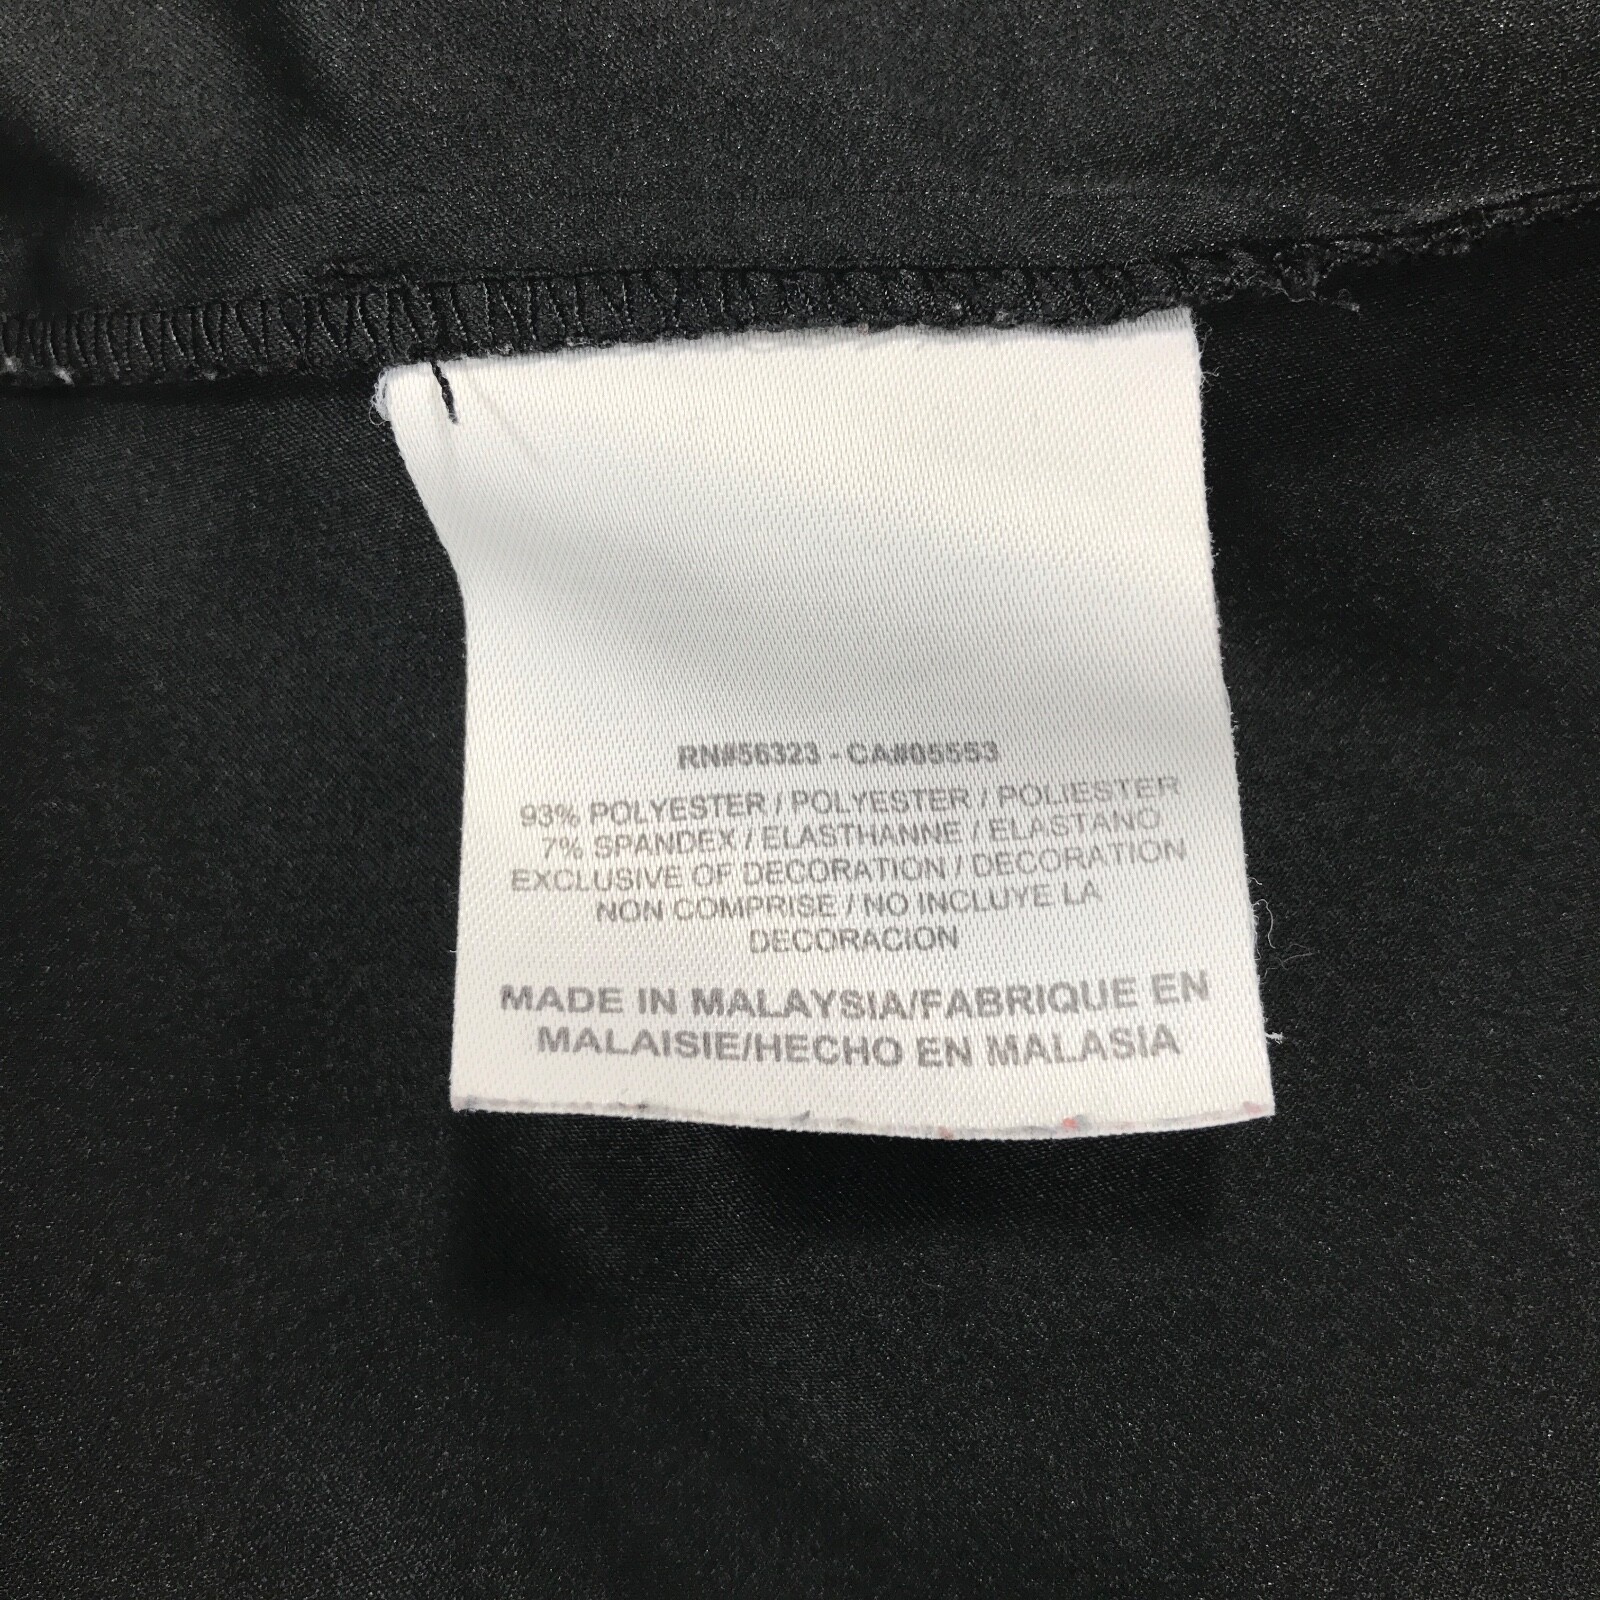 RN#56323 - CA#05553
93% POLYESTER / POLYESTER / POLIESTER
7% SPANDEX / ELASTHANNE / ELASTANO
EXCLUSIVE OF DECORATION / DECORATION
NON COMPRISE / NO INCLUYE LA
DECORACION
MADE IN MALAYSIA/FABRIQUE EN
MALAISIE/HECHO EN MALASIA